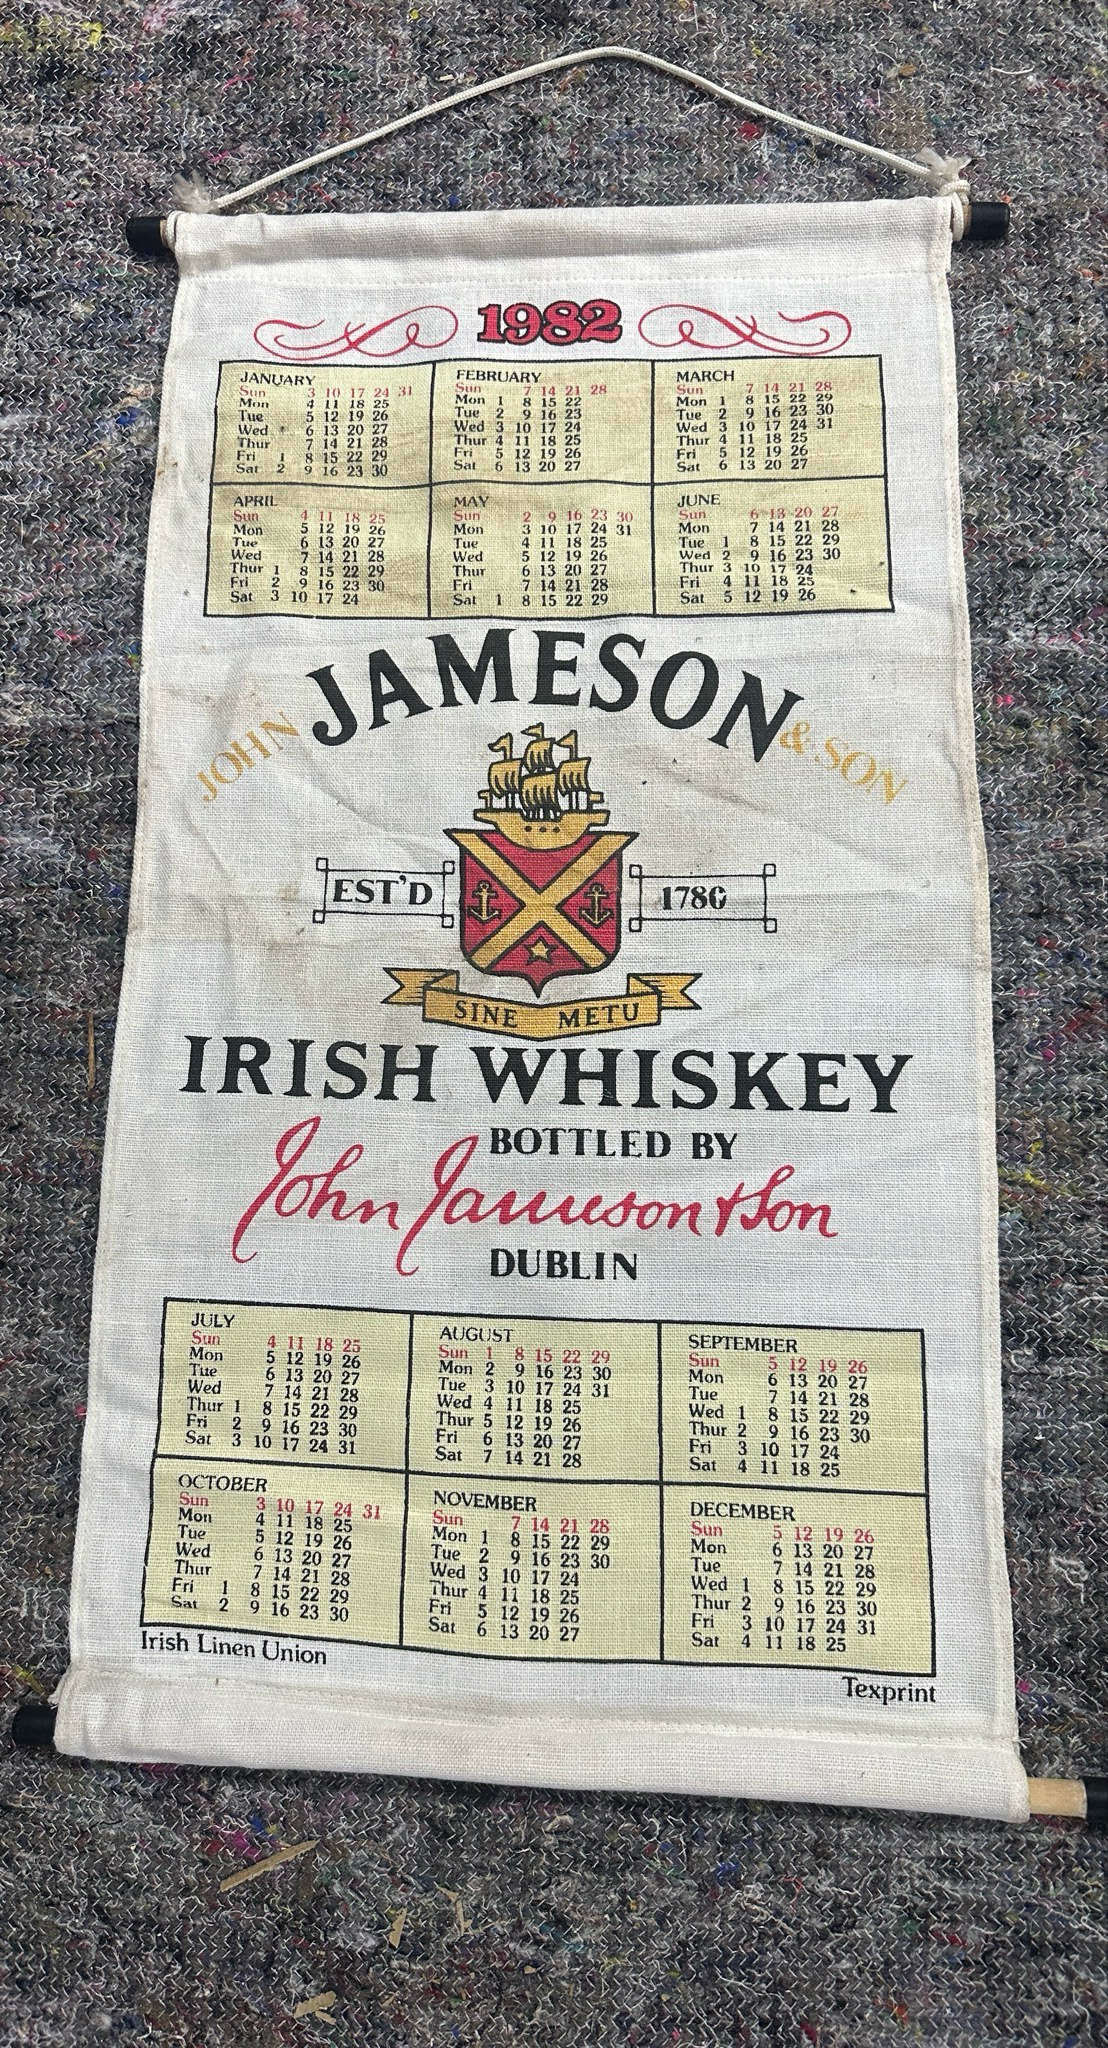 1982
JANUARY
Sun 3 10 17 24 31
Mon 4 11 18 25
Tue 5 12 19 26
Wed 6 13 20 27
Thur 7 14 21 28
Fri 1 8 15 22 29
Sat 2 9 16 23 30
FEBRUARY
Sun 7 14 21 28
Mon 1 8 15 22
Tue 2 9 16 23
Wed 3 10 17 24
Thur 4 11 18 25
Fri 5 12 19 26
Sat 6 13 20 27
MARCH
Sun 7 14 21 28
Mon 1 8 15 22 29
Tue 2 9 16 23 30
Wed 3 10 17 24 31
Thur 4 11 18 25
Fri 5 12 19 26
Sat 6 13 20 27
APRIL
Sun 4 11 18 25
Mon 5 12 19 26
Tue 6 13 20 27
Wed 7 14 21 28
Thur 1 8 15 22 29
Fri 2 9 16 23 30
Sat 3 10 17 24
MAY
Sun 2 9 16 23 30
Mon 3 10 17 24 31
Tue 4 11 18 25
Wed 5 12 19 26
Thur 6 13 20 27
Fri 7 14 21 28
Sat 1 8 15 22 29
JUNE
Sun 6 13 20 27
Mon 7 14 21 28
Tue 1 8 15 22 29
Wed 2 9 16 23 30
Thur 3 10 17 24
Fri 4 11 18 25
Sat 5 12 19 26
JOHN JAMESON & SON
EST'D 1780
SINE METU
IRISH WHISKEY
BOTTLED BY
John Jameson & Son
DUBLIN
JULY
Sun 4 11 18 25
Mon 5 12 19 26
Tue 6 13 20 27
Wed 7 14 21 28
Thur 1 8 15 22 29
Fri 2 9 16 23 30
Sat 3 10 17 24 31
AUGUST
Sun 1 8 15 22 29
Mon 2 9 16 23 30
Tue 3 10 17 24 31
Wed 4 11 18 25
Thur 5 12 19 26
Fri 6 13 20 27
Sat 7 14 21 28
SEPTEMBER
Sun 5 12 19 26
Mon 6 13 20 27
Tue 7 14 21 28
Wed 1 8 15 22 29
Thur 2 9 16 23 30
Fri 3 10 17 24
Sat 4 11 18 25
OCTOBER
Sun 3 10 17 24 31
Mon 4 11 18 25
Tue 5 12 19 26
Wed 6 13 20 27
Thur 7 14 21 28
Fri 1 8 15 22 29
Sat 2 9 16 23 30
NOVEMBER
Sun 7 14 21 28
Mon 1 8 15 22 29
Tue 2 9 16 23 30
Wed 3 10 17 24
Thur 4 11 18 25
Fri 5 12 19 26
Sat 6 13 20 27
DECEMBER
Sun 5 12 19 26
Mon 6 13 20 27
Tue 7 14 21 28
Wed 1 8 15 22 29
Thur 2 9 16 23 30
Fri 3 10 17 24 31
Sat 4 11 18 25
Irish Linen Union
Texprint